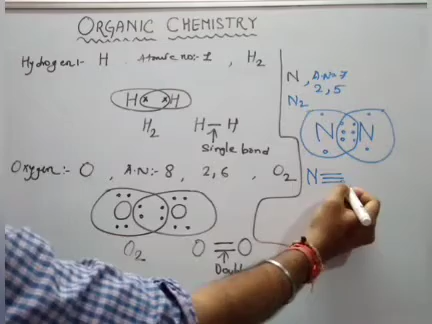 ORGANIC CHEMISTRY
Hydrogen:- H Atomic no:- 1 , H2
H H
H2 H — H
Single bond
Oxygen:- O , A.N:- 8 , 2,6 , O2
O O
O2 O = O
N , A.N:- 7
2, 5
N2
N N
N≡